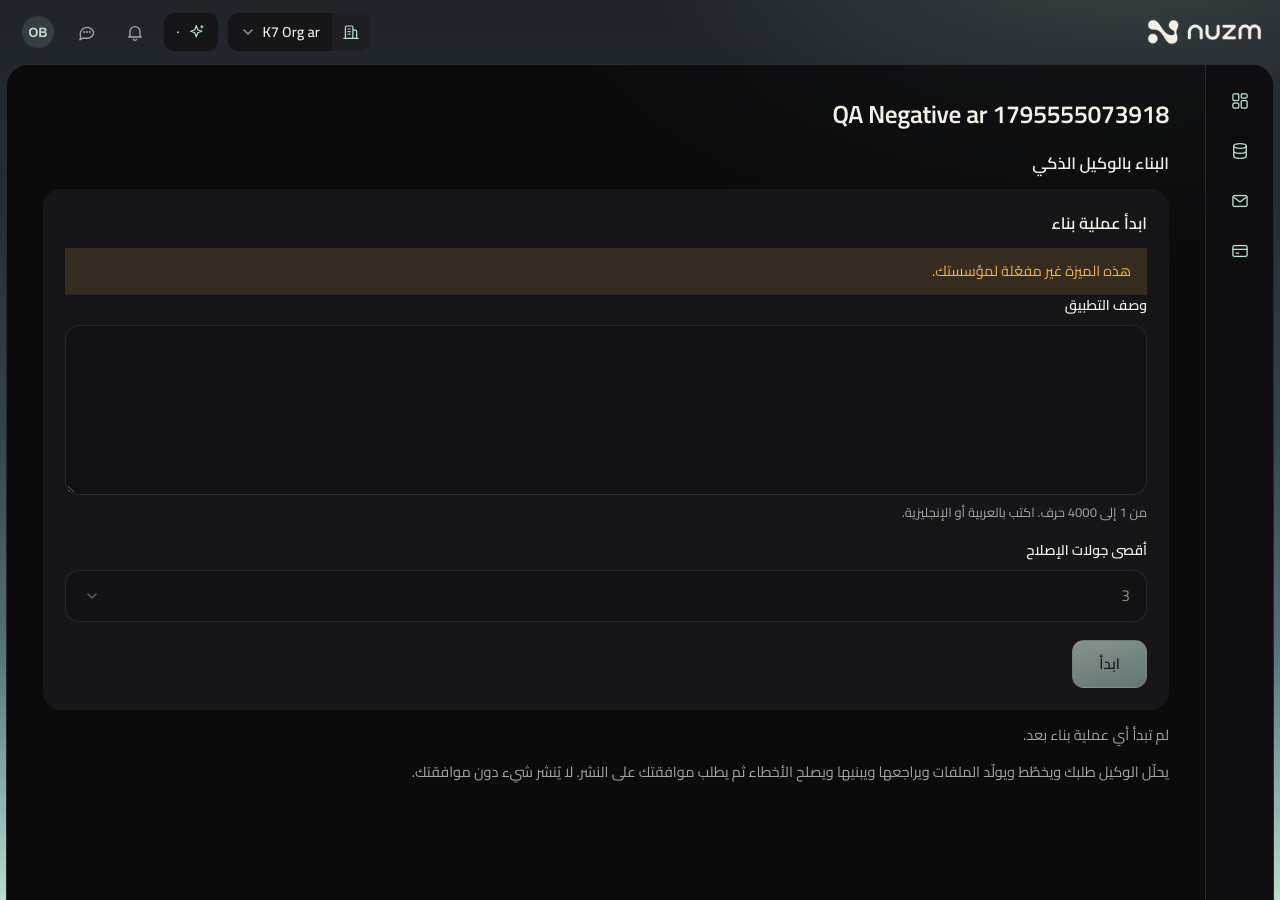 nuzm
K7 Org ar
OB
QA Negative ar 1795555073918
البناء بالوكيل الذكي
ابدأ عملية بناء
هذه الميزة غير مفعّلة لمؤسستك.
وصف التطبيق
من 1 إلى 4000 حرف. اكتب بالعربية أو الإنجليزية.
أقصى جولات الإصلاح
3
ابدأ
لم تبدأ أي عملية بناء بعد.
يحلّل الوكيل طلبك ويخطّط ويولّد الملفات ويراجعها ويبنيها ويصلح الأخطاء ثم يطلب موافقتك على النشر. لا يُنشر شيء دون موافقتك.